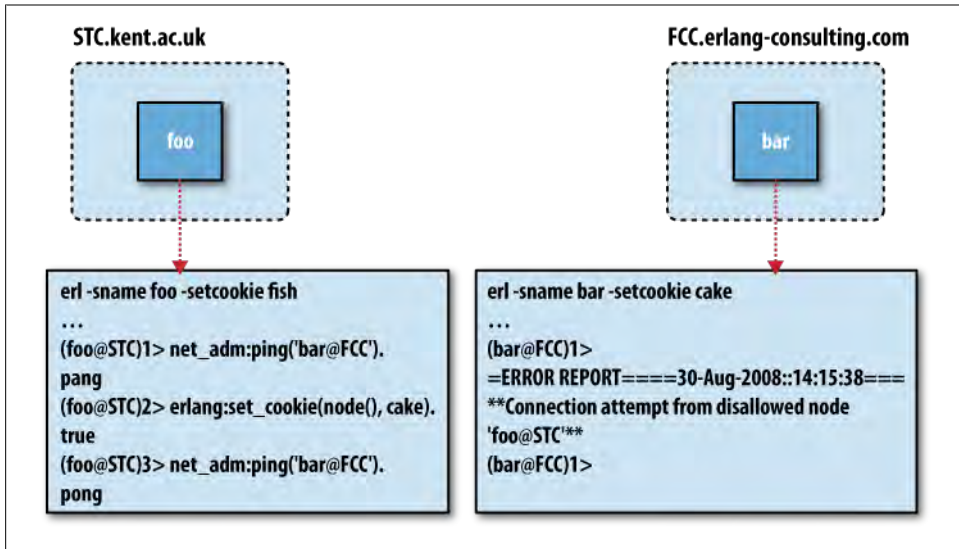 STC.kent.ac.uk
foo
erl -sname foo -setcookie fish
...
(foo@STC)1> net_adm:ping('bar@FCC').
pang
(foo@STC)2> erlang:set_cookie(node(), cake).
true
(foo@STC)3> net_adm:ping('bar@FCC').
pong
FCC.erlang-consulting.com
bar
erl -sname bar -setcookie cake
...
(bar@FCC)1>
=ERROR REPORT====30-Aug-2008::14:15:38===
**Connection attempt from disallowed node
'foo@STC'**
(bar@FCC)1>